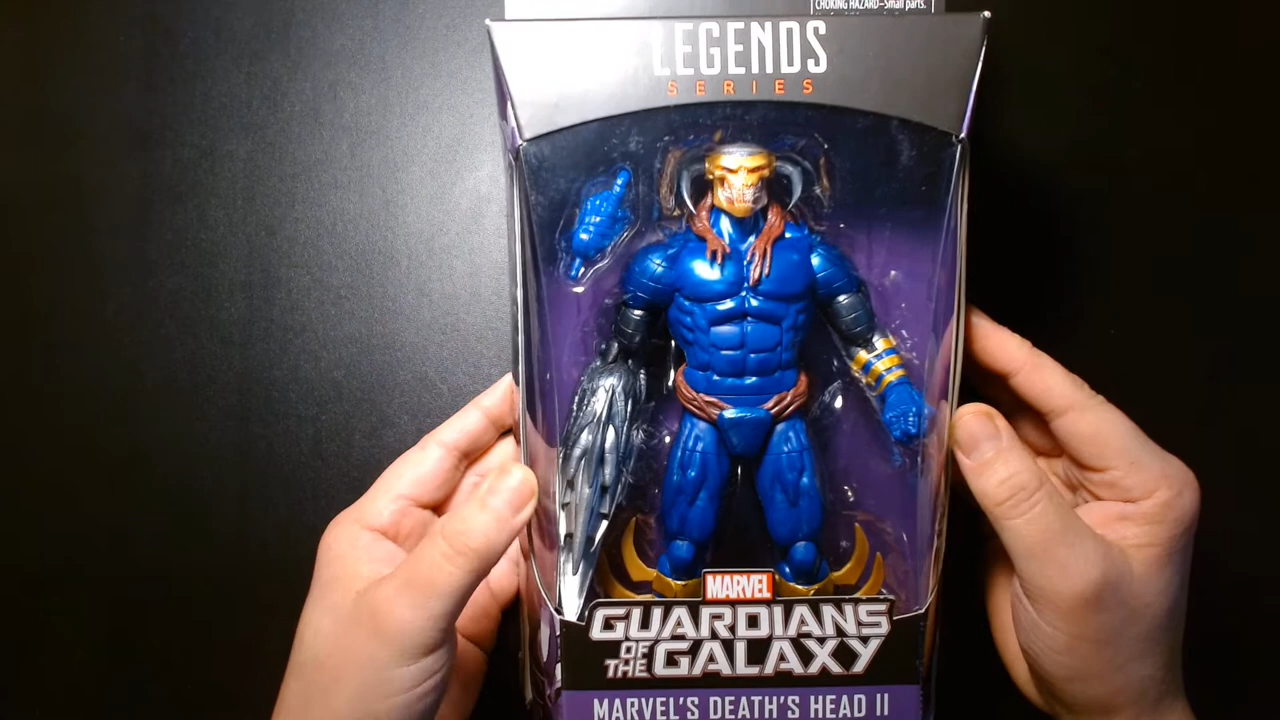 CHOKING HAZARD–Small parts.
LEGENDS
SERIES
MARVEL
GUARDIANS
OF
THE GALAXY
MARVEL'S DEATH'S HEAD II